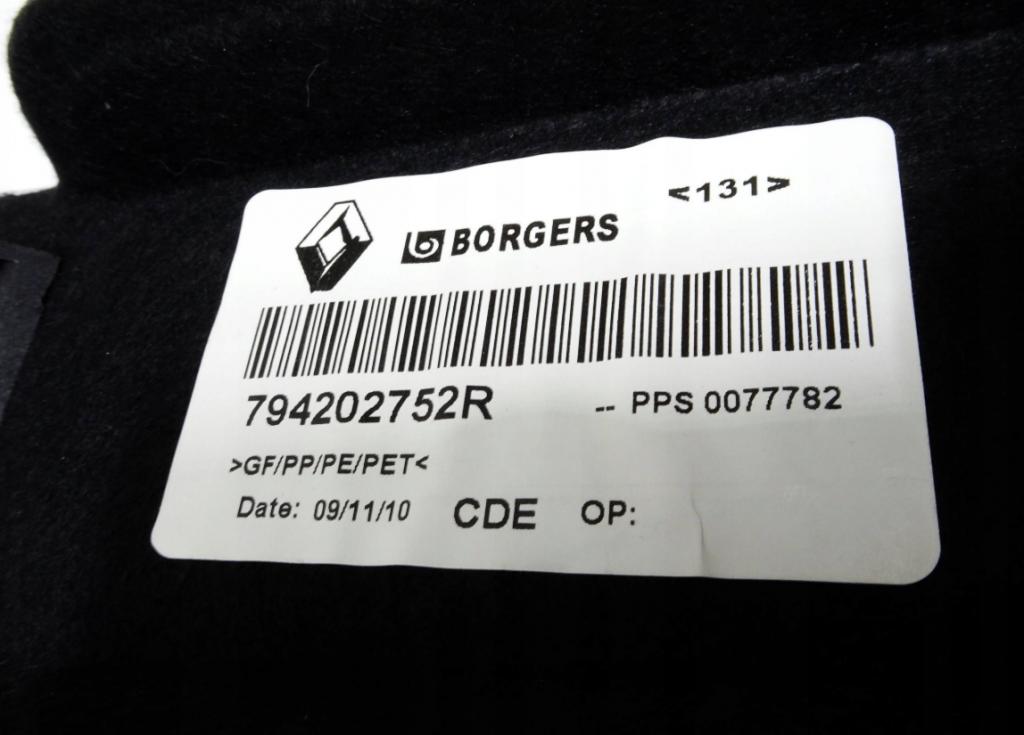 <131>
BORGERS
794202752R -- PPS 0077782
>GF/PP/PE/PET<
Date: 09/11/10 CDE OP: